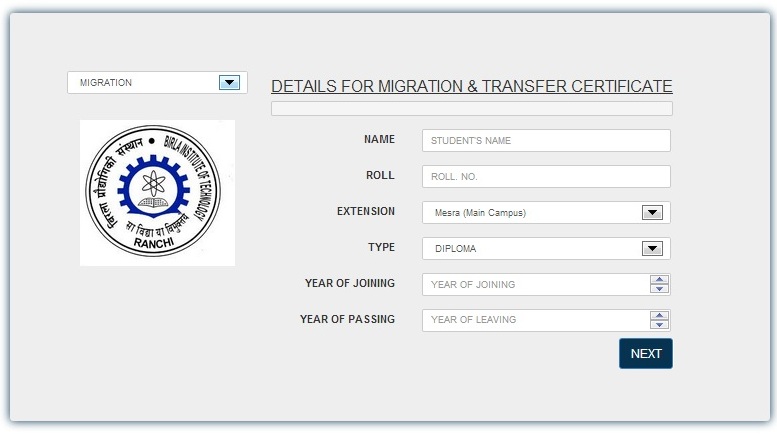 MIGRATION
DETAILS FOR MIGRATION & TRANSFER CERTIFICATE
बिरला प्रौद्योगिकी संस्थान • BIRLA INSTITUTE OF TECHNOLOGY
सा विद्या या विमुक्तये
RANCHI
NAME STUDENT'S NAME
ROLL ROLL. NO.
EXTENSION Mesra (Main Campus)
TYPE DIPLOMA
YEAR OF JOINING YEAR OF JOINING
YEAR OF PASSING YEAR OF LEAVING
NEXT